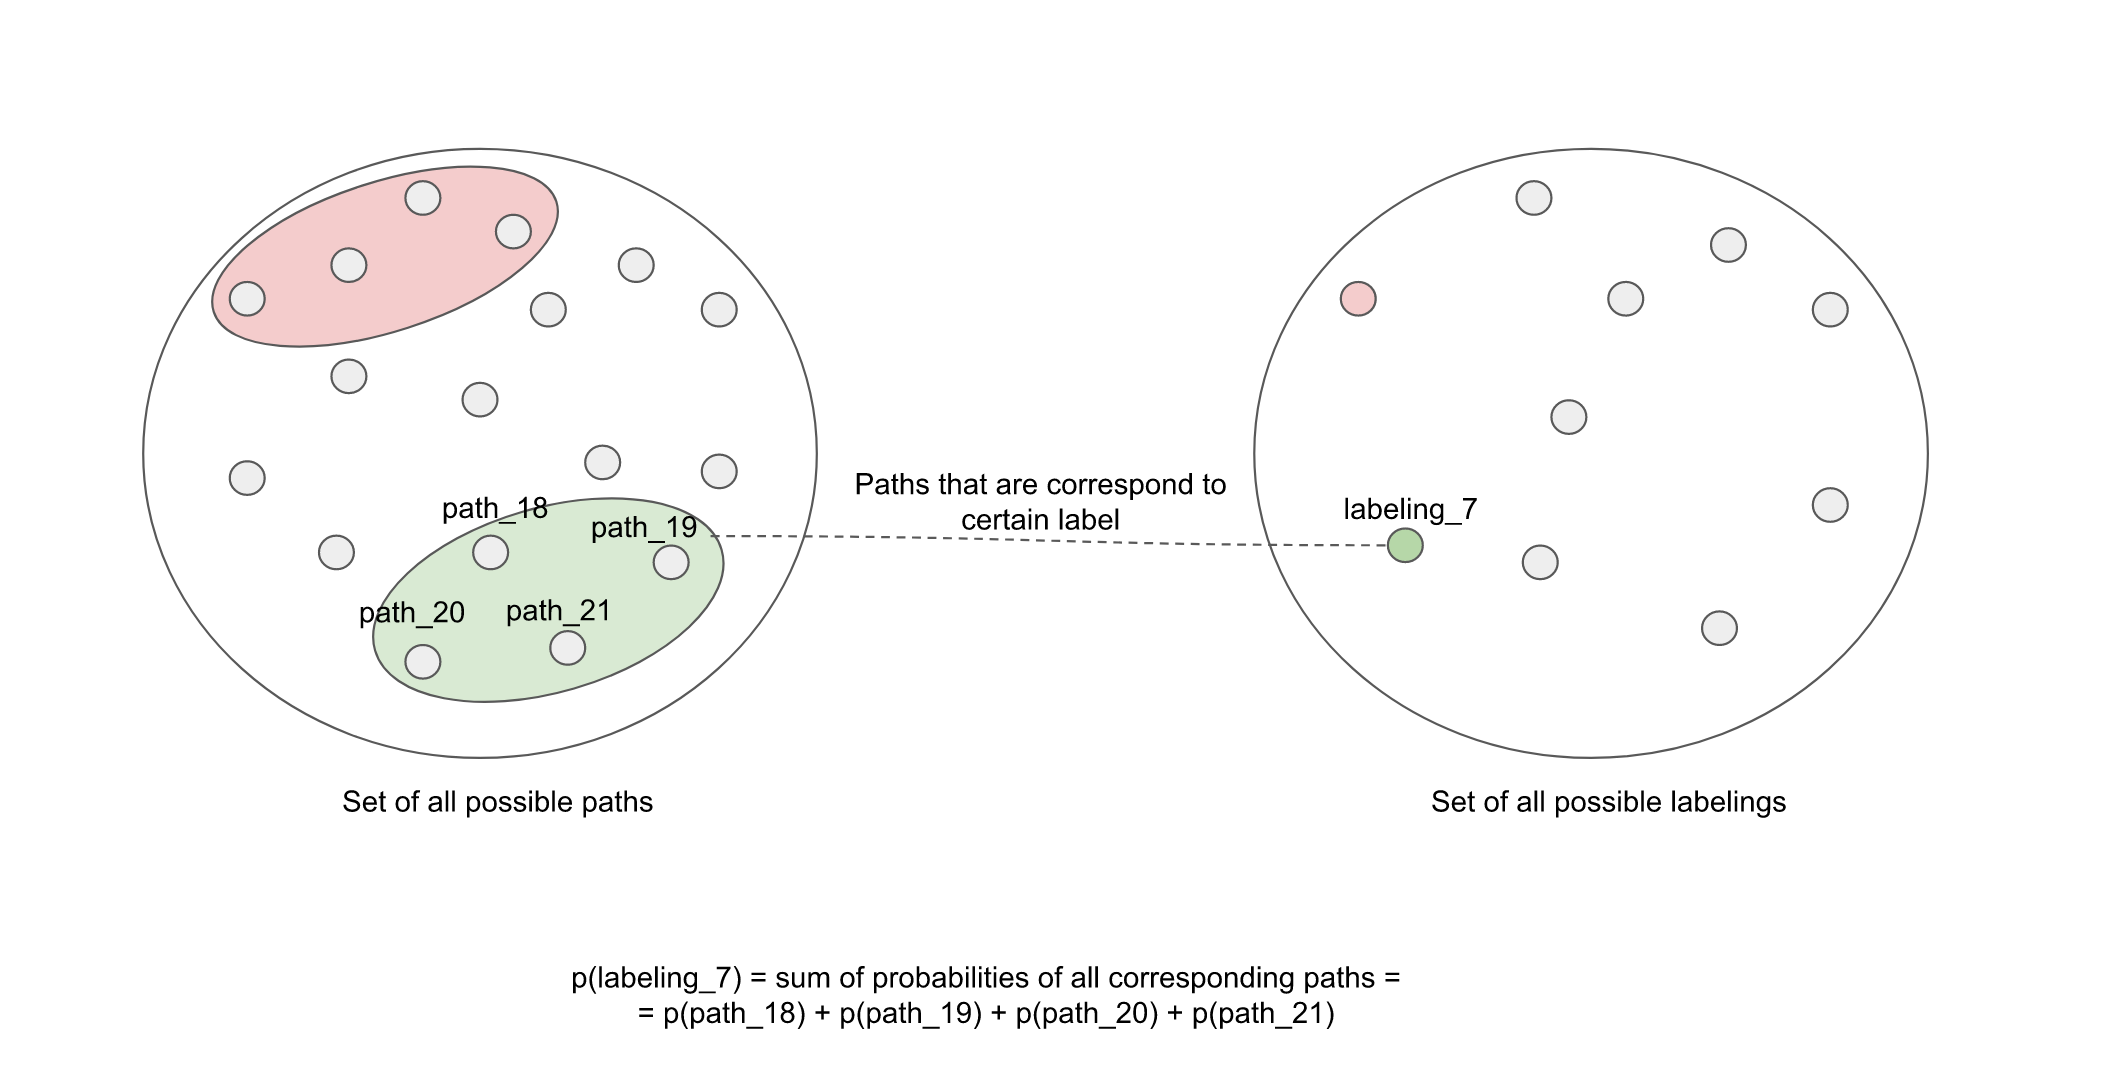 path_18
path_19
path_20
path_21
Paths that are correspond to
certain label
labeling_7
Set of all possible paths
Set of all possible labelings
p(labeling_7) = sum of probabilities of all corresponding paths =
= p(path_18) + p(path_19) + p(path_20) + p(path_21)